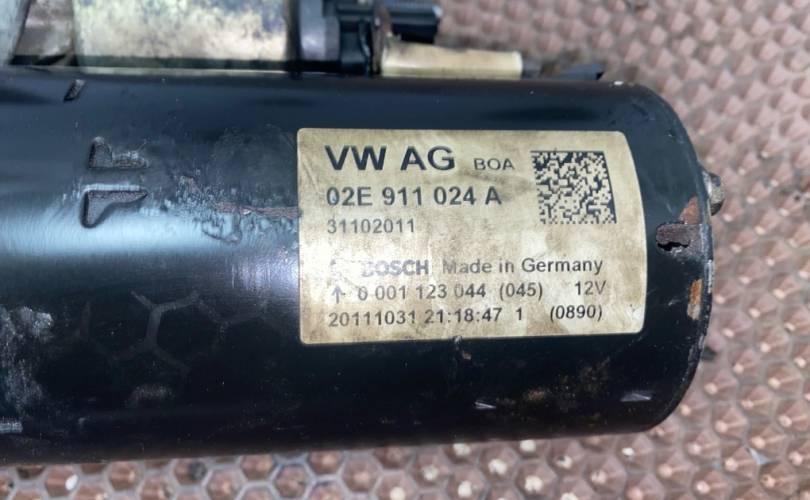 VW AG BOA
02E 911 024 A
31102011
BOSCH Made in Germany
↑ 0 001 123 044 (045) 12V
20111031 21:18:47 1 (0890)